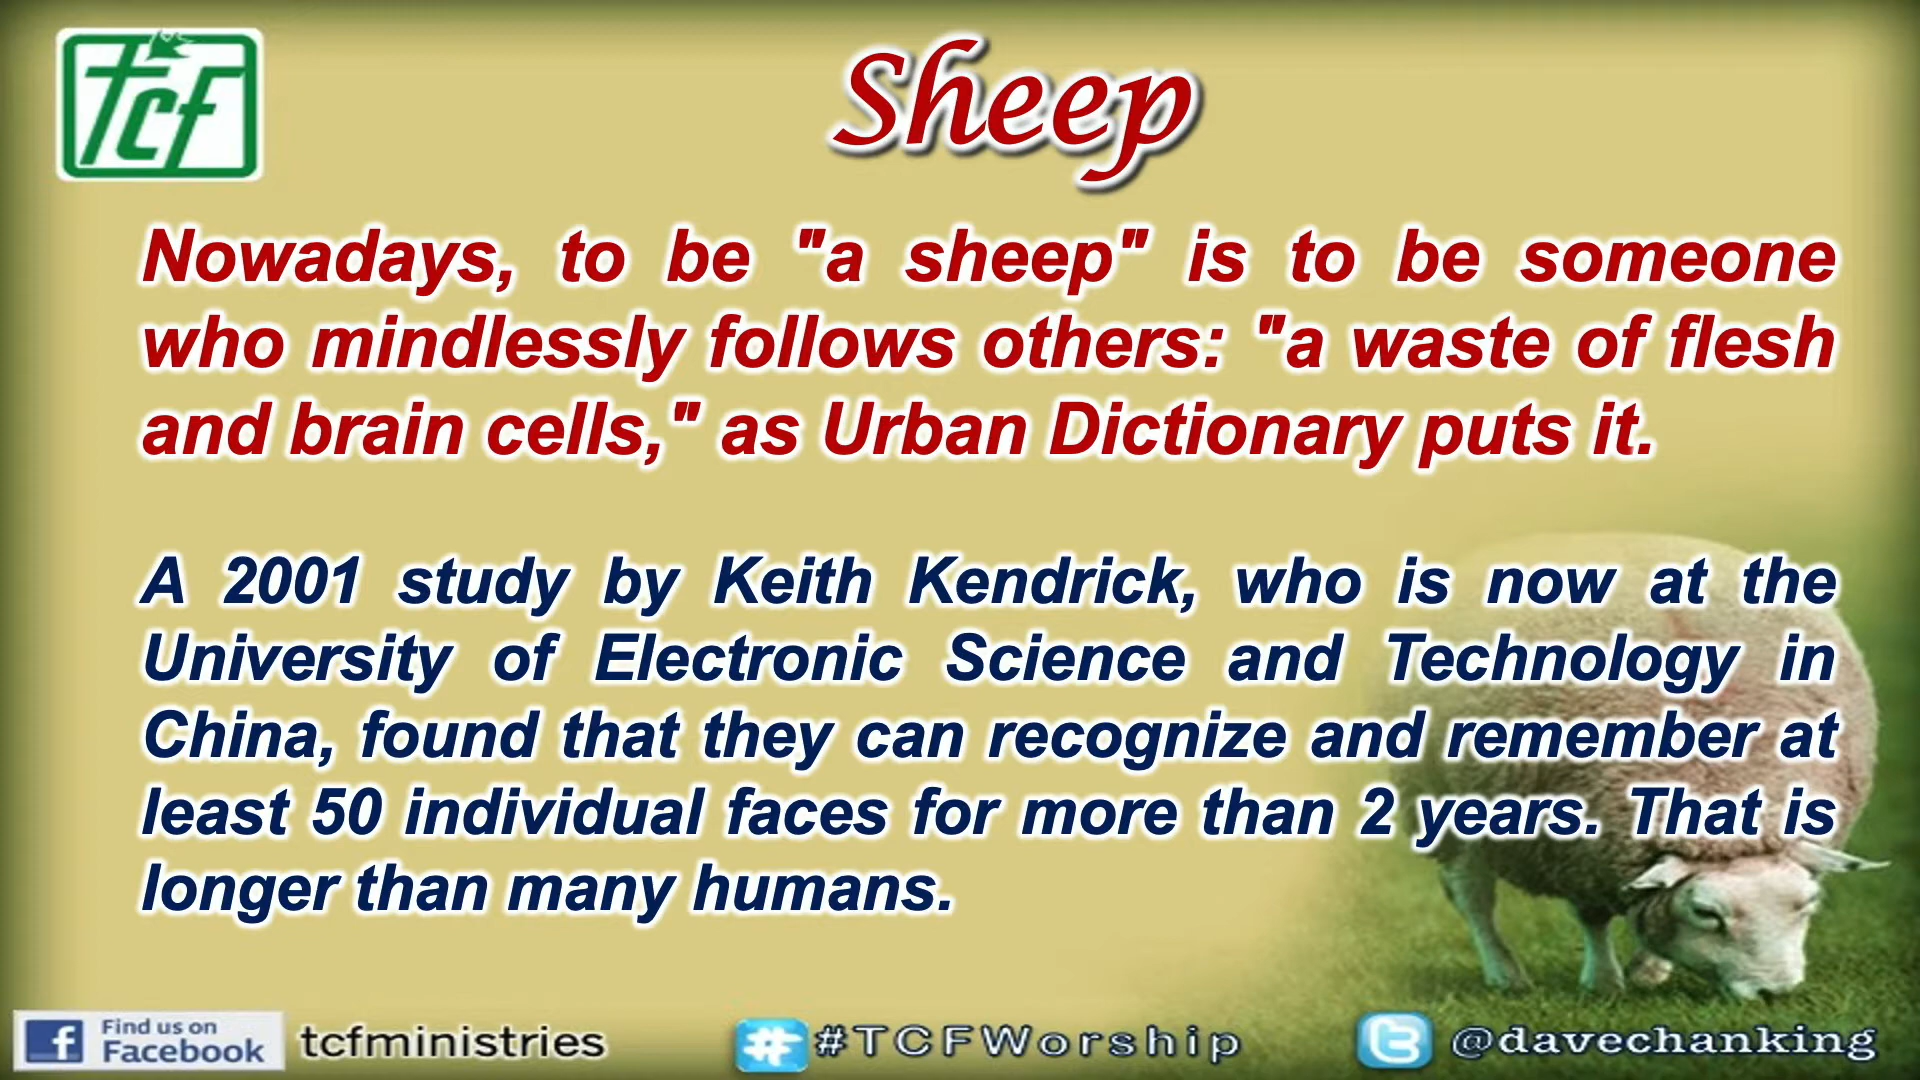 tcf
Sheep
Nowadays, to be "a sheep" is to be someone
who mindlessly follows others: "a waste of flesh
and brain cells," as Urban Dictionary puts it.
A 2001 study by Keith Kendrick, who is now at the
University of Electronic Science and Technology in
China, found that they can recognize and remember at
least 50 individual faces for more than 2 years. That is
longer than many humans.
Find us on
Facebook
tcfministries
#TCFWorship
@davechanking